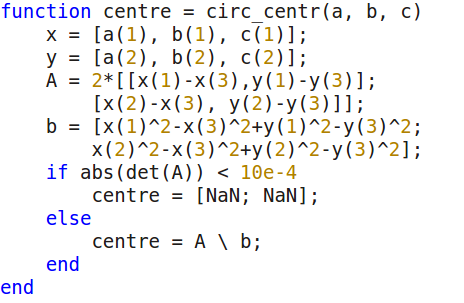 function centre = circ_centr(a, b, c)
    x = [a(1), b(1), c(1)];
    y = [a(2), b(2), c(2)];
    A = 2*[[x(1)-x(3),y(1)-y(3)];
        [x(2)-x(3), y(2)-y(3)]];
    b = [x(1)^2-x(3)^2+y(1)^2-y(3)^2;
        x(2)^2-x(3)^2+y(2)^2-y(3)^2];
    if abs(det(A)) < 10e-4
        centre = [NaN; NaN];
    else
        centre = A \ b;
    end
end